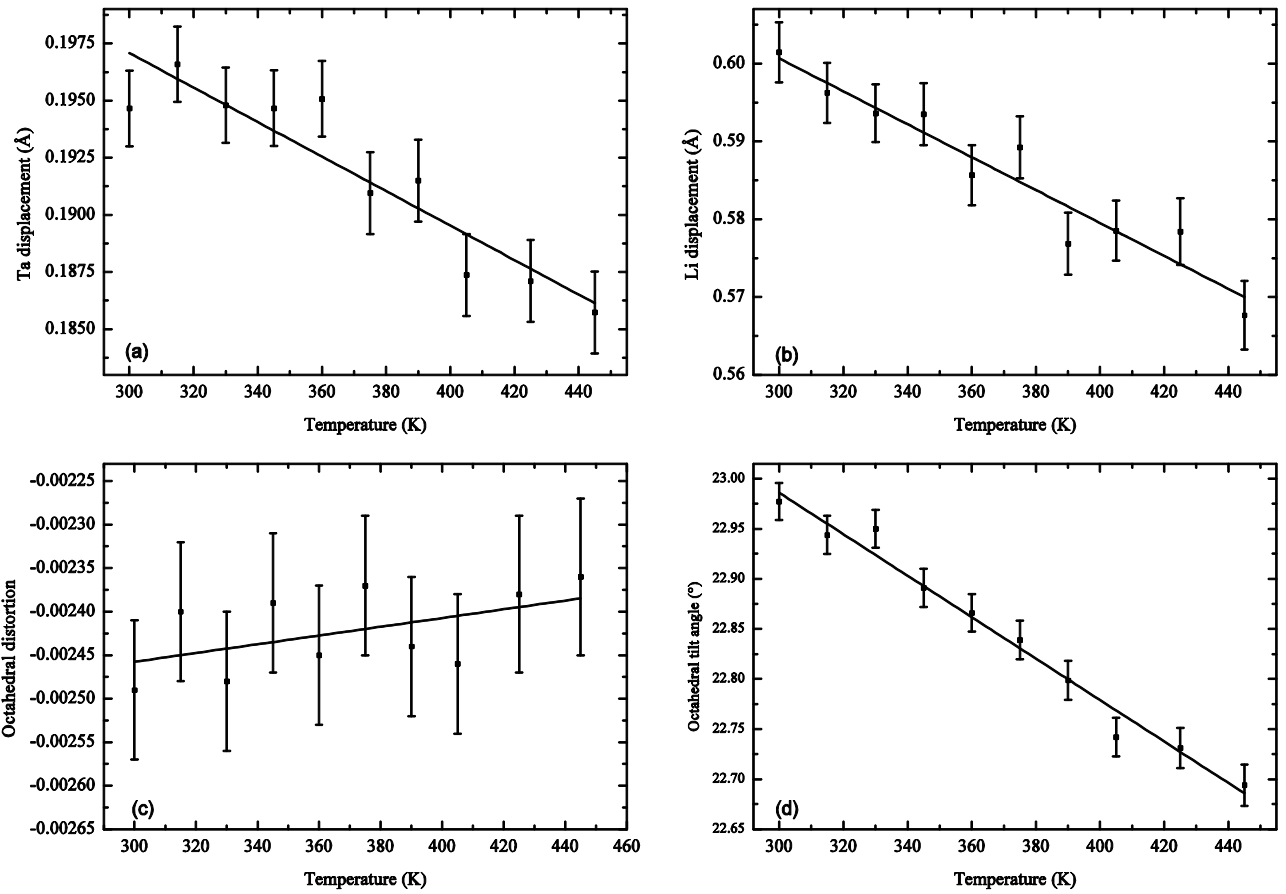 0.1975
0.1950
0.1925
0.1900
0.1875
0.1850
Ta displacement (Å)
(a)
300 320 340 360 380 400 420 440
Temperature (K)
0.60
0.59
0.58
0.57
0.56
Li displacement (Å)
(b)
300 320 340 360 380 400 420 440
Temperature (K)
-0.00225
-0.00230
-0.00235
-0.00240
-0.00245
-0.00250
-0.00255
-0.00260
-0.00265
Octahedral distortion
(c)
300 320 340 360 380 400 420 440 460
Temperature (K)
23.00
22.95
22.90
22.85
22.80
22.75
22.70
22.65
Octahedral tilt angle (°)
(d)
300 320 340 360 380 400 420 440
Temperature (K)